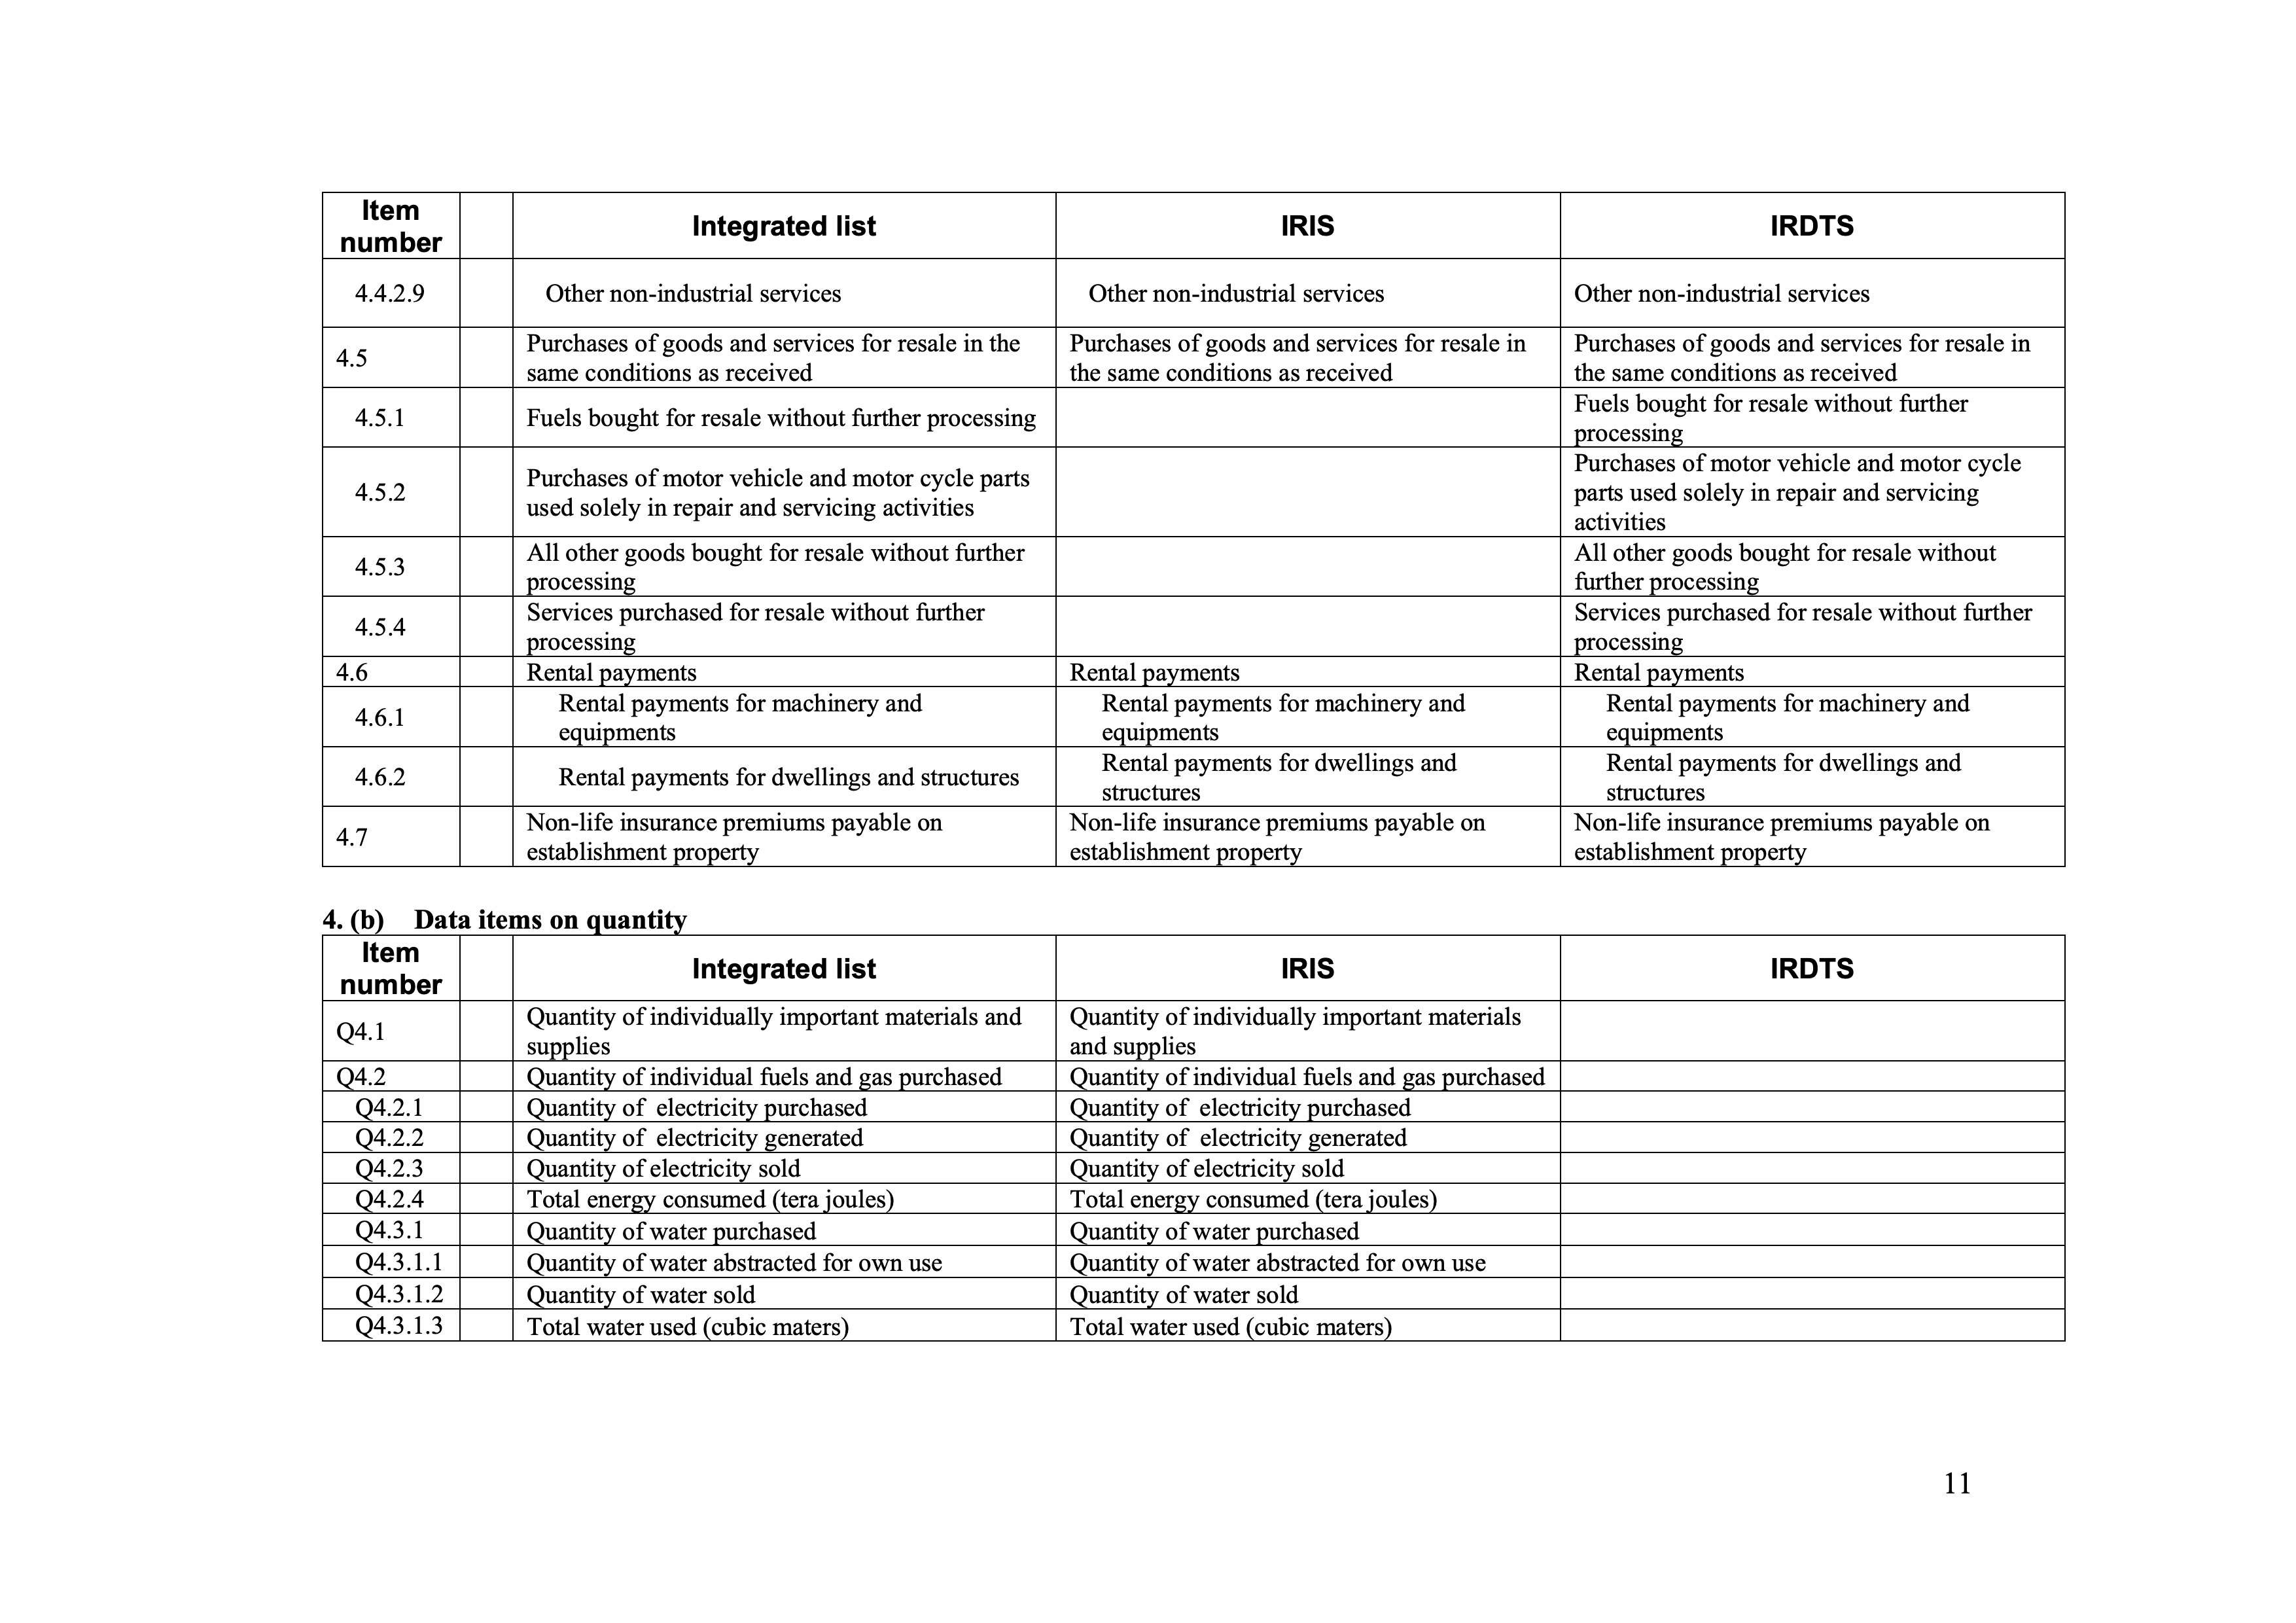 Item number Integrated list IRIS IRDTS
4.4.2.9 Other non-industrial services Other non-industrial services Other non-industrial services
4.5 Purchases of goods and services for resale in the same conditions as received Purchases of goods and services for resale in the same conditions as received Purchases of goods and services for resale in the same conditions as received
4.5.1 Fuels bought for resale without further processing Fuels bought for resale without further processing
4.5.2 Purchases of motor vehicle and motor cycle parts used solely in repair and servicing activities Purchases of motor vehicle and motor cycle parts used solely in repair and servicing activities
4.5.3 All other goods bought for resale without further processing All other goods bought for resale without further processing
4.5.4 Services purchased for resale without further processing Services purchased for resale without further processing
4.6 Rental payments Rental payments Rental payments
4.6.1 Rental payments for machinery and equipments Rental payments for machinery and equipments Rental payments for machinery and equipments
4.6.2 Rental payments for dwellings and structures Rental payments for dwellings and structures Rental payments for dwellings and structures
4.7 Non-life insurance premiums payable on establishment property Non-life insurance premiums payable on establishment property Non-life insurance premiums payable on establishment property
4. (b) Data items on quantity
Item number Integrated list IRIS IRDTS
Q4.1 Quantity of individually important materials and supplies Quantity of individually important materials and supplies
Q4.2 Quantity of individual fuels and gas purchased Quantity of individual fuels and gas purchased
Q4.2.1 Quantity of electricity purchased Quantity of electricity purchased
Q4.2.2 Quantity of electricity generated Quantity of electricity generated
Q4.2.3 Quantity of electricity sold Quantity of electricity sold
Q4.2.4 Total energy consumed (tera joules) Total energy consumed (tera joules)
Q4.3.1 Quantity of water purchased Quantity of water purchased
Q4.3.1.1 Quantity of water abstracted for own use Quantity of water abstracted for own use
Q4.3.1.2 Quantity of water sold Quantity of water sold
Q4.3.1.3 Total water used (cubic maters) Total water used (cubic maters)
11